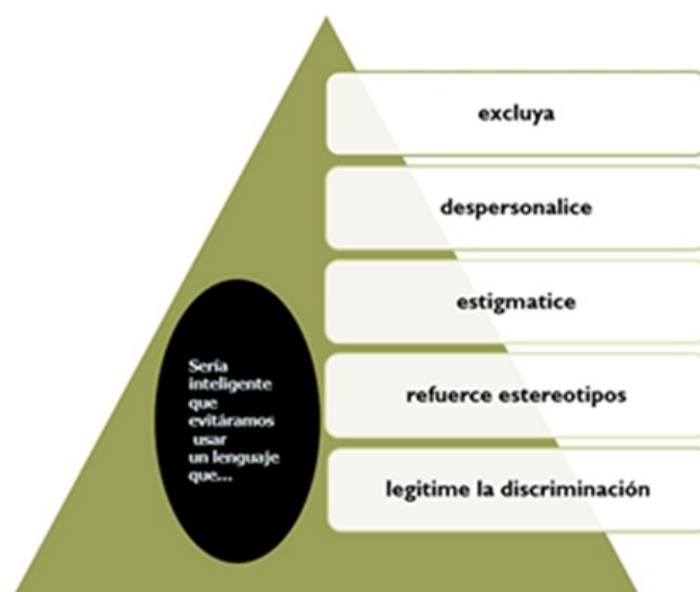 excluya
despersonalice
estigmatice
refuerce estereotipos
legitime la discriminación
Sería
inteligente
que
evitáramos
usar
un lenguaje
que...